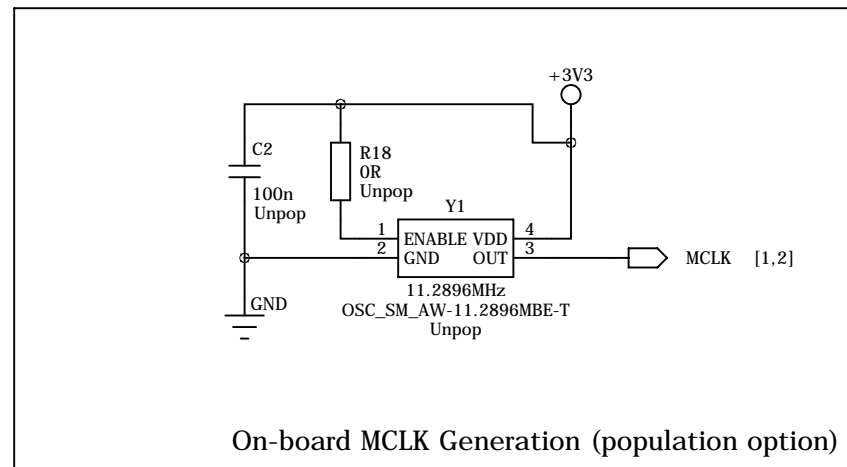 +3V3
C2
100n
Unpop
R18
0R
Unpop
Y1
1 ENABLE VDD 4
2 GND OUT 3
MCLK [1,2]
GND
11.2896MHz
OSC_SM_AW-11.2896MBE-T
Unpop
On-board MCLK Generation (population option)